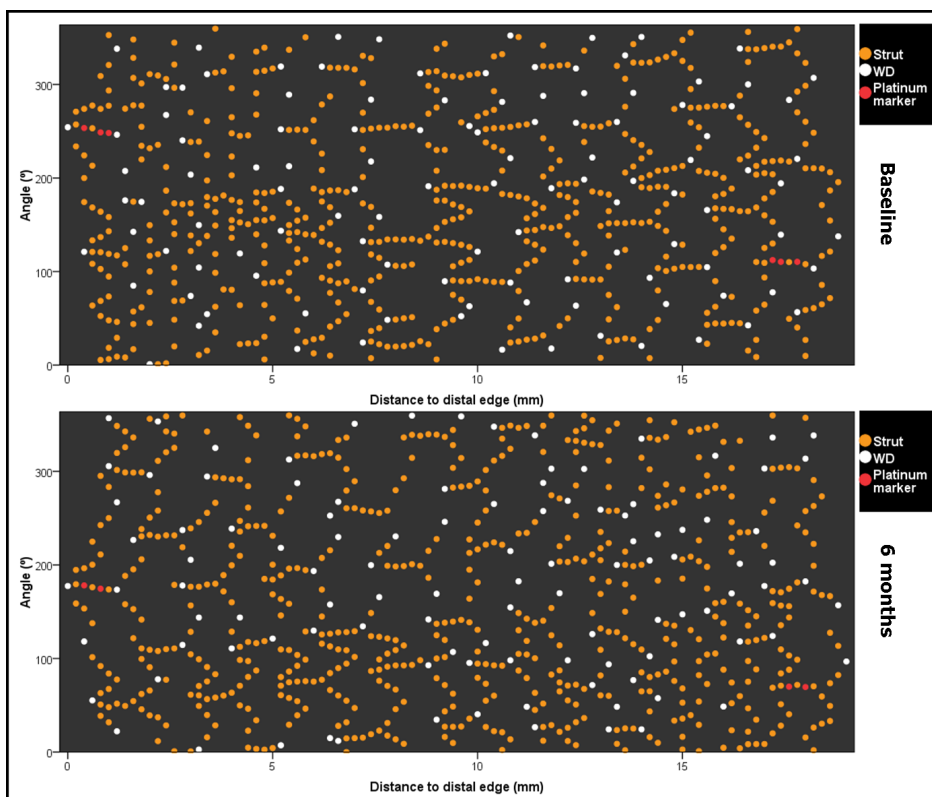 Strut
WD
Platinum
marker
Baseline
Angle (º)
300
200
100
0
0
5
10
15
Distance to distal edge (mm)
Strut
WD
Platinum
marker
6 months
Angle (º)
300
200
100
0
0
5
10
15
Distance to distal edge (mm)